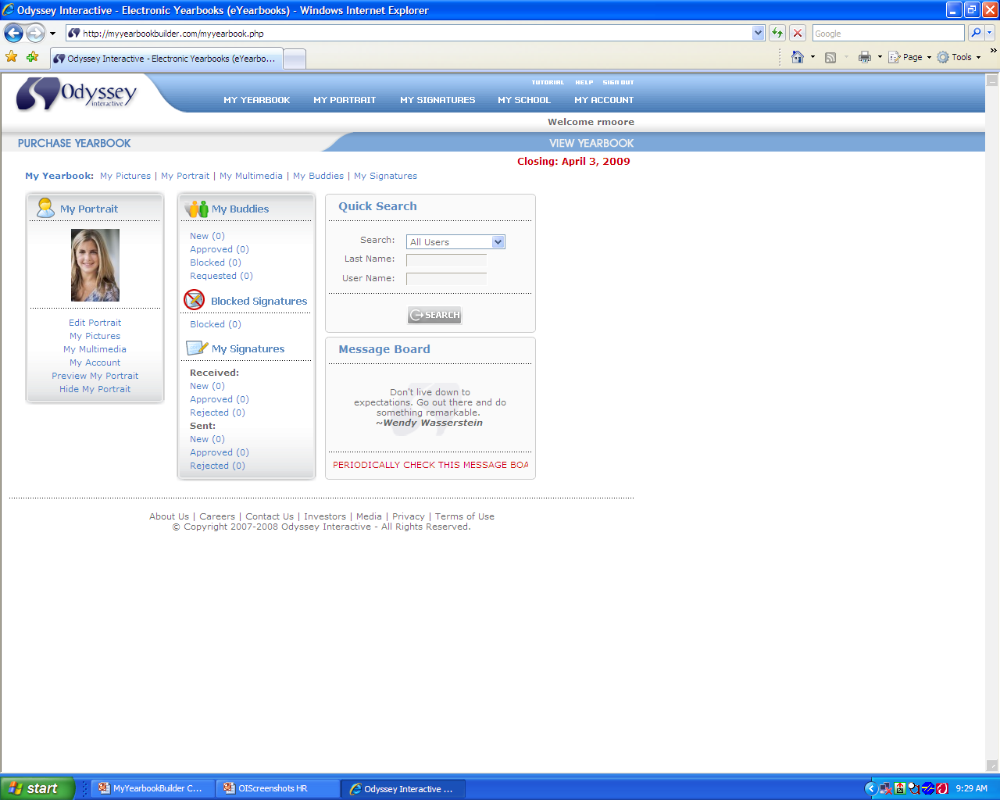 Odyssey Interactive - Electronic Yearbooks (eYearbooks) - Windows Internet Explorer
http://myyearbookbuilder.com/myyearbook.php
Google
Odyssey Interactive - Electronic Yearbooks (eYearbo...
Page
Tools
»
Odyssey
interactive
TUTORIAL HELP SIGN OUT
MY YEARBOOK MY PORTRAIT MY SIGNATURES MY SCHOOL MY ACCOUNT
Welcome rmoore
PURCHASE YEARBOOK
VIEW YEARBOOK
Closing: April 3, 2009
My Yearbook: My Pictures | My Portrait | My Multimedia | My Buddies | My Signatures
My Portrait
Edit Portrait
My Pictures
My Multimedia
My Account
Preview My Portrait
Hide My Portrait
My Buddies
New (0)
Approved (0)
Blocked (0)
Requested (0)
Blocked Signatures
Blocked (0)
My Signatures
Received:
New (0)
Approved (0)
Rejected (0)
Sent:
New (0)
Approved (0)
Rejected (0)
Quick Search
Search: All Users
Last Name:
User Name:
SEARCH
Message Board
Don't live down to
expectations. Go out there and do
something remarkable.
~Wendy Wasserstein
PERIODICALLY CHECK THIS MESSAGE BOA
About Us | Careers | Contact Us | Investors | Media | Privacy | Terms of Use
© Copyright 2007-2008 Odyssey Interactive - All Rights Reserved.
start
MyYearbookBuilder C...
OIScreenshots HR
Odyssey Interactive ...
9:29 AM